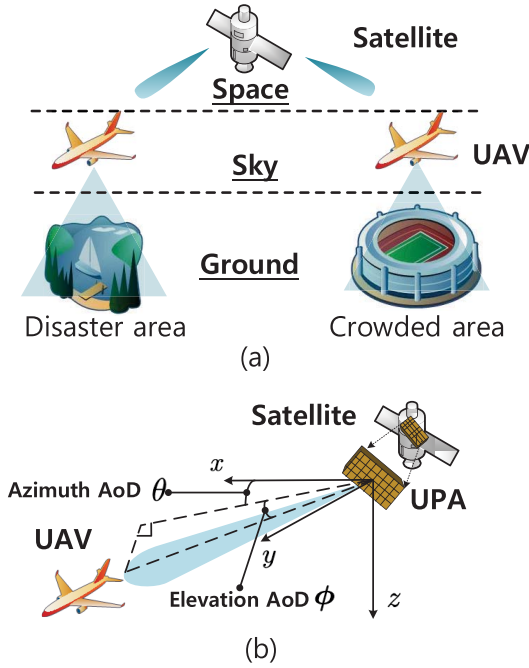 Satellite
Space
UAV
Sky
Ground
Disaster area
Crowded area
(a)
Satellite
x
Azimuth AoD θ
UPA
UAV
y
Elevation AoD ϕ
z
(b)